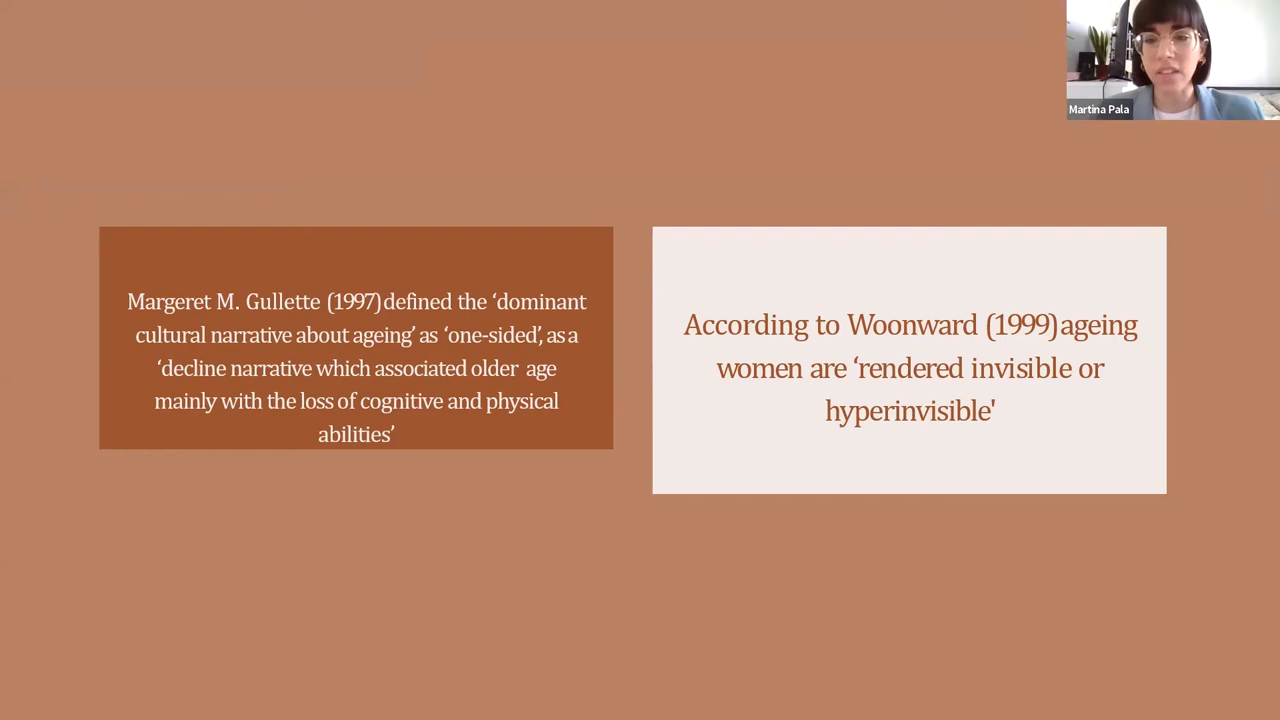 Martina Pala
Margeret M. Gullette (1997) defined the ‘dominant
cultural narrative about ageing’ as ‘one-sided’, as a
‘decline narrative which associated older age
mainly with the loss of cognitive and physical
abilities’
According to Woonward (1999) ageing
women are ‘rendered invisible or
hyperinvisible'